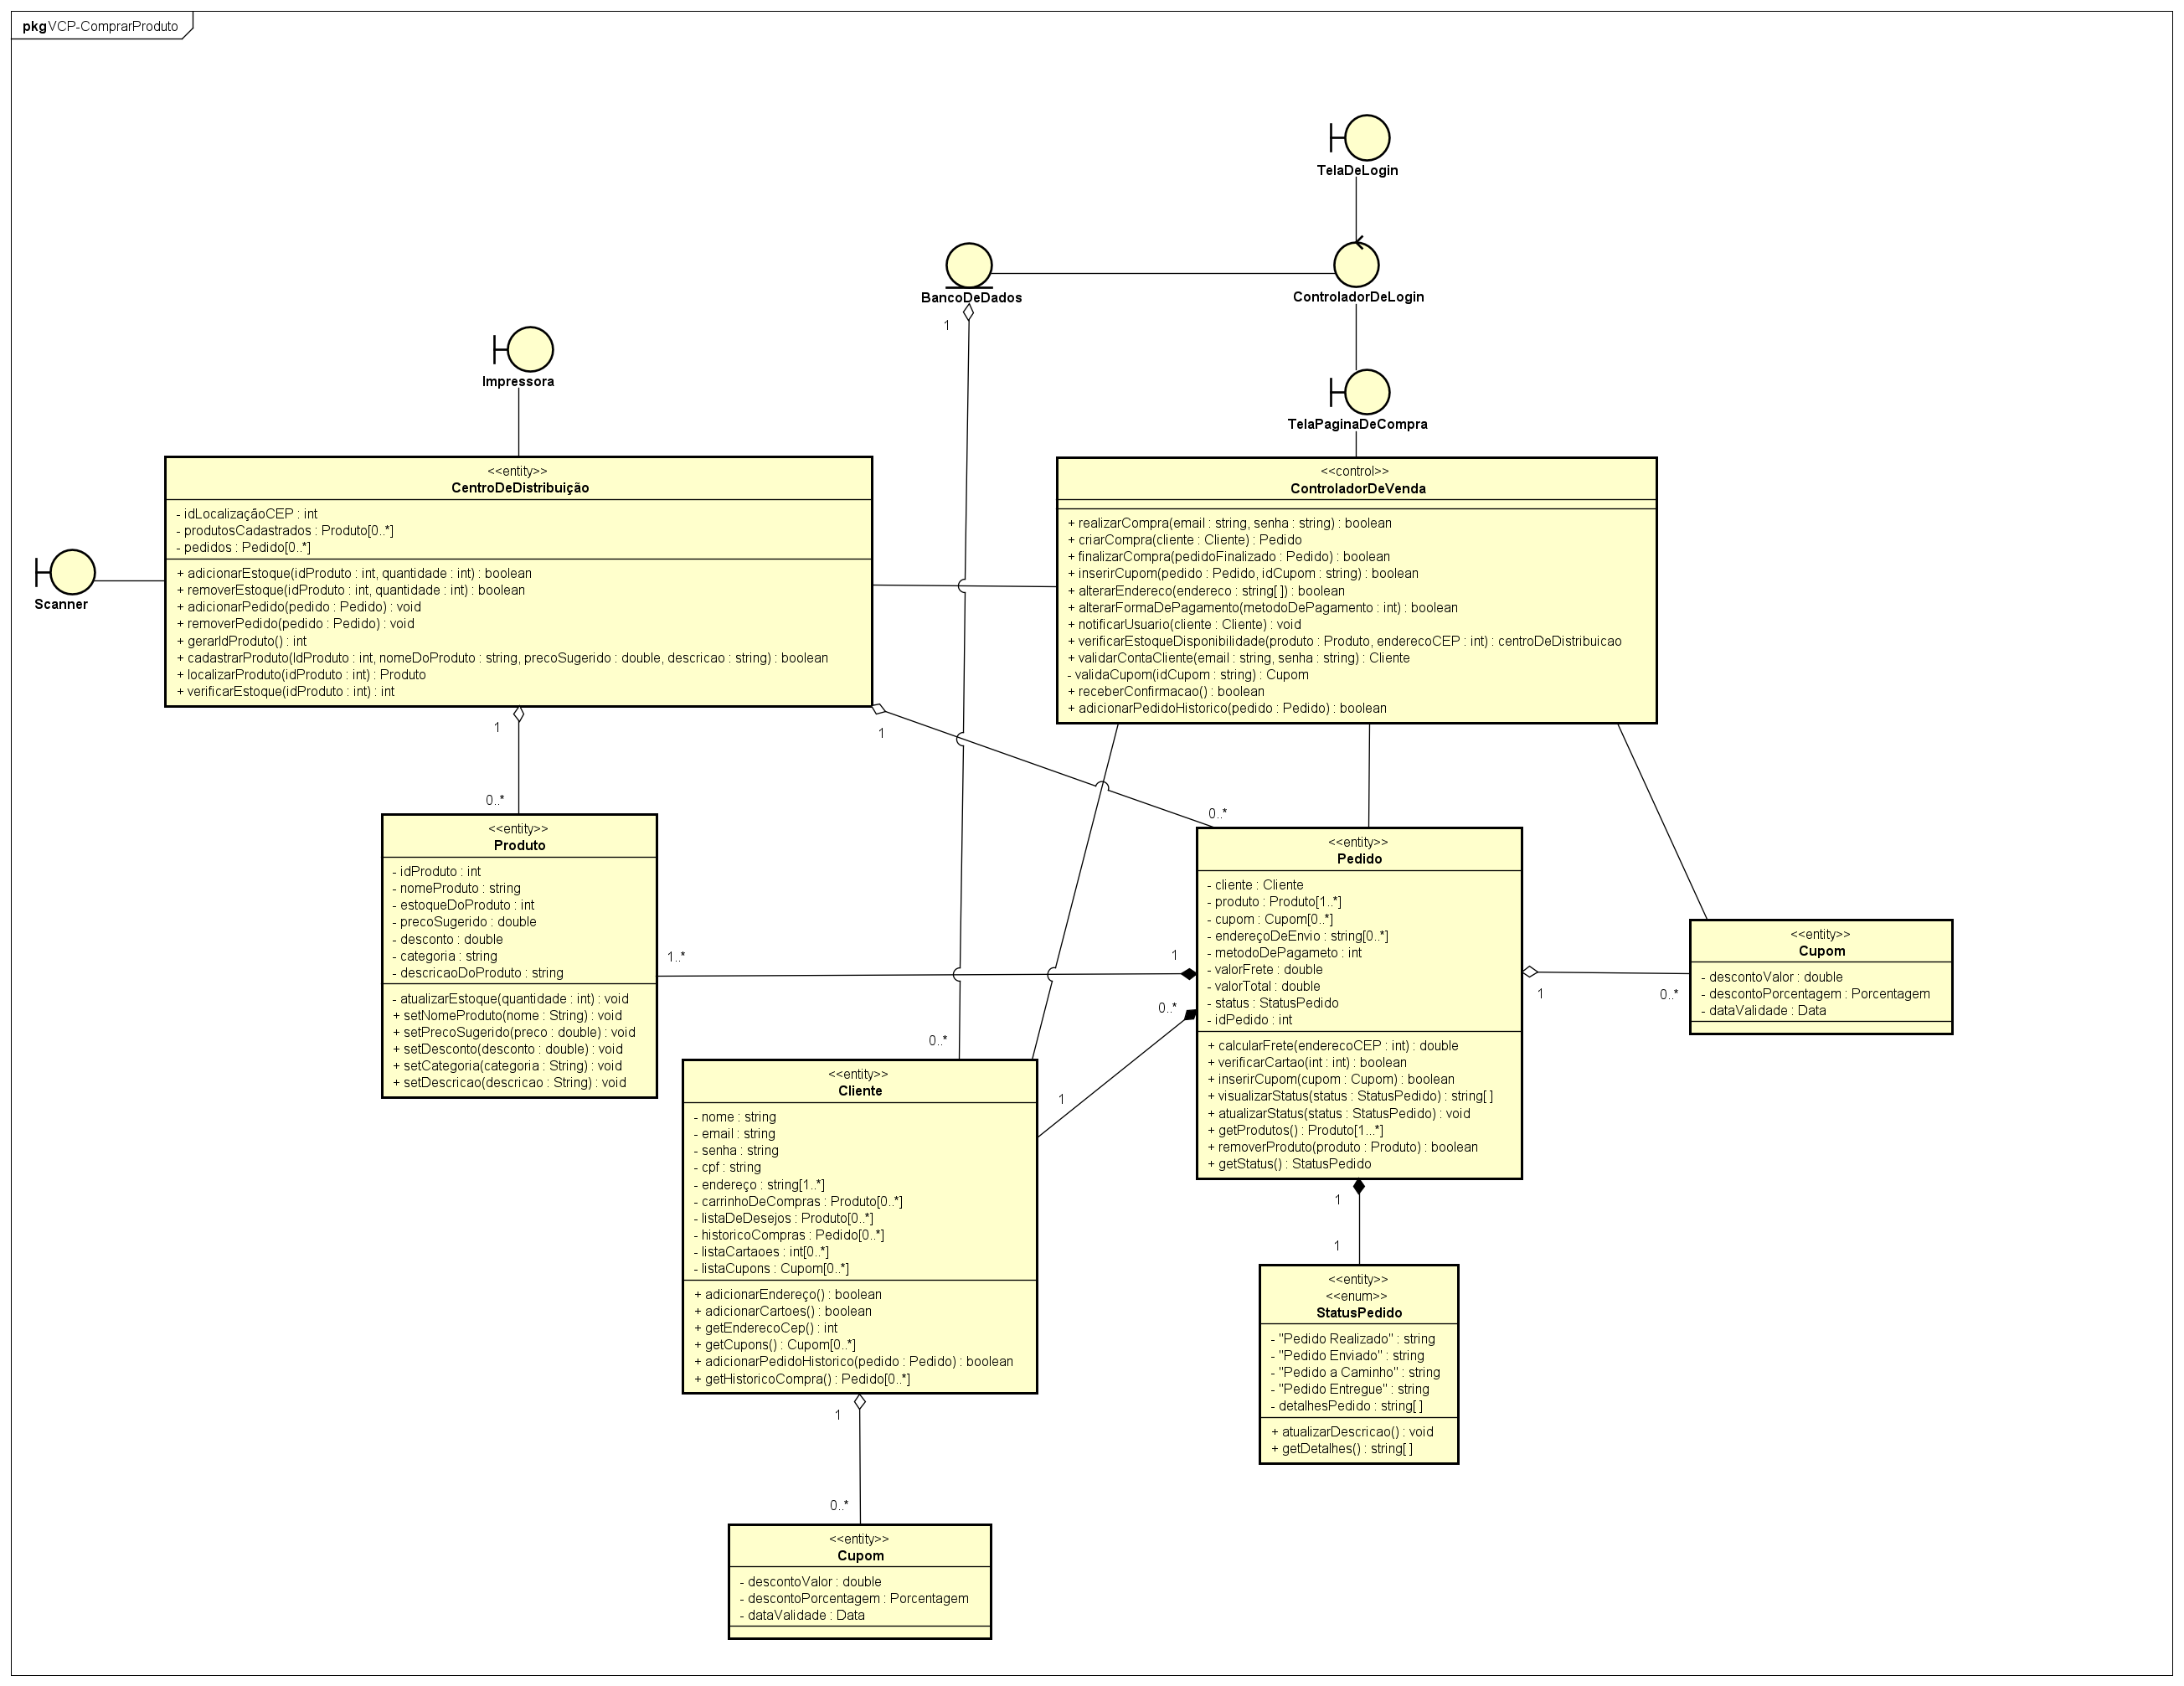 pkg VCP-ComprarProduto
TelaDeLogin
BancoDeDados
ControladorDeLogin
1
Impressora
TelaPaginaDeCompra
Scanner
<<entity>>
CentroDeDistribuição
- idLocalizaçãoCEP : int
- produtosCadastrados : Produto[0..*]
- pedidos : Pedido[0..*]
+ adicionarEstoque(idProduto : int, quantidade : int) : boolean
+ removerEstoque(idProduto : int, quantidade : int) : boolean
+ adicionarPedido(pedido : Pedido) : void
+ removerPedido(pedido : Pedido) : void
+ gerarIdProduto() : int
+ cadastrarProduto(IdProduto : int, nomeDoProduto : string, precoSugerido : double, descricao : string) : boolean
+ localizarProduto(idProduto : int) : Produto
+ verificarEstoque(idProduto : int) : int
<<control>>
ControladorDeVenda
+ realizarCompra(email : string, senha : string) : boolean
+ criarCompra(cliente : Cliente) : Pedido
+ finalizarCompra(pedidoFinalizado : Pedido) : boolean
+ inserirCupom(pedido : Pedido, idCupom : string) : boolean
+ alterarEndereco(endereco : string[ ]) : boolean
+ alterarFormaDePagamento(metodoDePagamento : int) : boolean
+ notificarUsuario(cliente : Cliente) : void
+ verificarEstoqueDisponibilidade(produto : Produto, enderecoCEP : int) : centroDeDistribuicao
+ validarContaCliente(email : string, senha : string) : Cliente
- validaCupom(idCupom : string) : Cupom
+ receberConfirmacao() : boolean
+ adicionarPedidoHistorico(pedido : Pedido) : boolean
1
1
0..*
0..*
<<entity>>
Produto
- idProduto : int
- nomeProduto : string
- estoqueDoProduto : int
- precoSugerido : double
- desconto : double
- categoria : string
- descricaoDoProduto : string
- atualizarEstoque(quantidade : int) : void
+ setNomeProduto(nome : String) : void
+ setPrecoSugerido(preco : double) : void
+ setDesconto(desconto : double) : void
+ setCategoria(categoria : String) : void
+ setDescricao(descricao : String) : void
1..*
1
<<entity>>
Pedido
- cliente : Cliente
- produto : Produto[1..*]
- cupom : Cupom[0..*]
- endereçoDeEnvio : string[0..*]
- metodoDePagameto : int
- valorFrete : double
- valorTotal : double
- status : StatusPedido
- idPedido : int
+ calcularFrete(enderecoCEP : int) : double
+ verificarCartao(int : int) : boolean
+ inserirCupom(cupom : Cupom) : boolean
+ visualizarStatus(status : StatusPedido) : string[ ]
+ atualizarStatus(status : StatusPedido) : void
+ getProdutos() : Produto[1...*]
+ removerProduto(produto : Produto) : boolean
+ getStatus() : StatusPedido
1
0..*
<<entity>>
Cupom
- descontoValor : double
- descontoPorcentagem : Porcentagem
- dataValidade : Data
0..*
0..*
1
<<entity>>
Cliente
- nome : string
- email : string
- senha : string
- cpf : string
- endereço : string[1..*]
- carrinhoDeCompras : Produto[0..*]
- listaDeDesejos : Produto[0..*]
- historicoCompras : Pedido[0..*]
- listaCartaoes : int[0..*]
- listaCupons : Cupom[0..*]
+ adicionarEndereço() : boolean
+ adicionarCartoes() : boolean
+ getEnderecoCep() : int
+ getCupons() : Cupom[0..*]
+ adicionarPedidoHistorico(pedido : Pedido) : boolean
+ getHistoricoCompra() : Pedido[0..*]
1
1
<<entity>>
<<enum>>
StatusPedido
- "Pedido Realizado" : string
- "Pedido Enviado" : string
- "Pedido a Caminho" : string
- "Pedido Entregue" : string
- detalhesPedido : string[ ]
+ atualizarDescricao() : void
+ getDetalhes() : string[ ]
1
0..*
<<entity>>
Cupom
- descontoValor : double
- descontoPorcentagem : Porcentagem
- dataValidade : Data